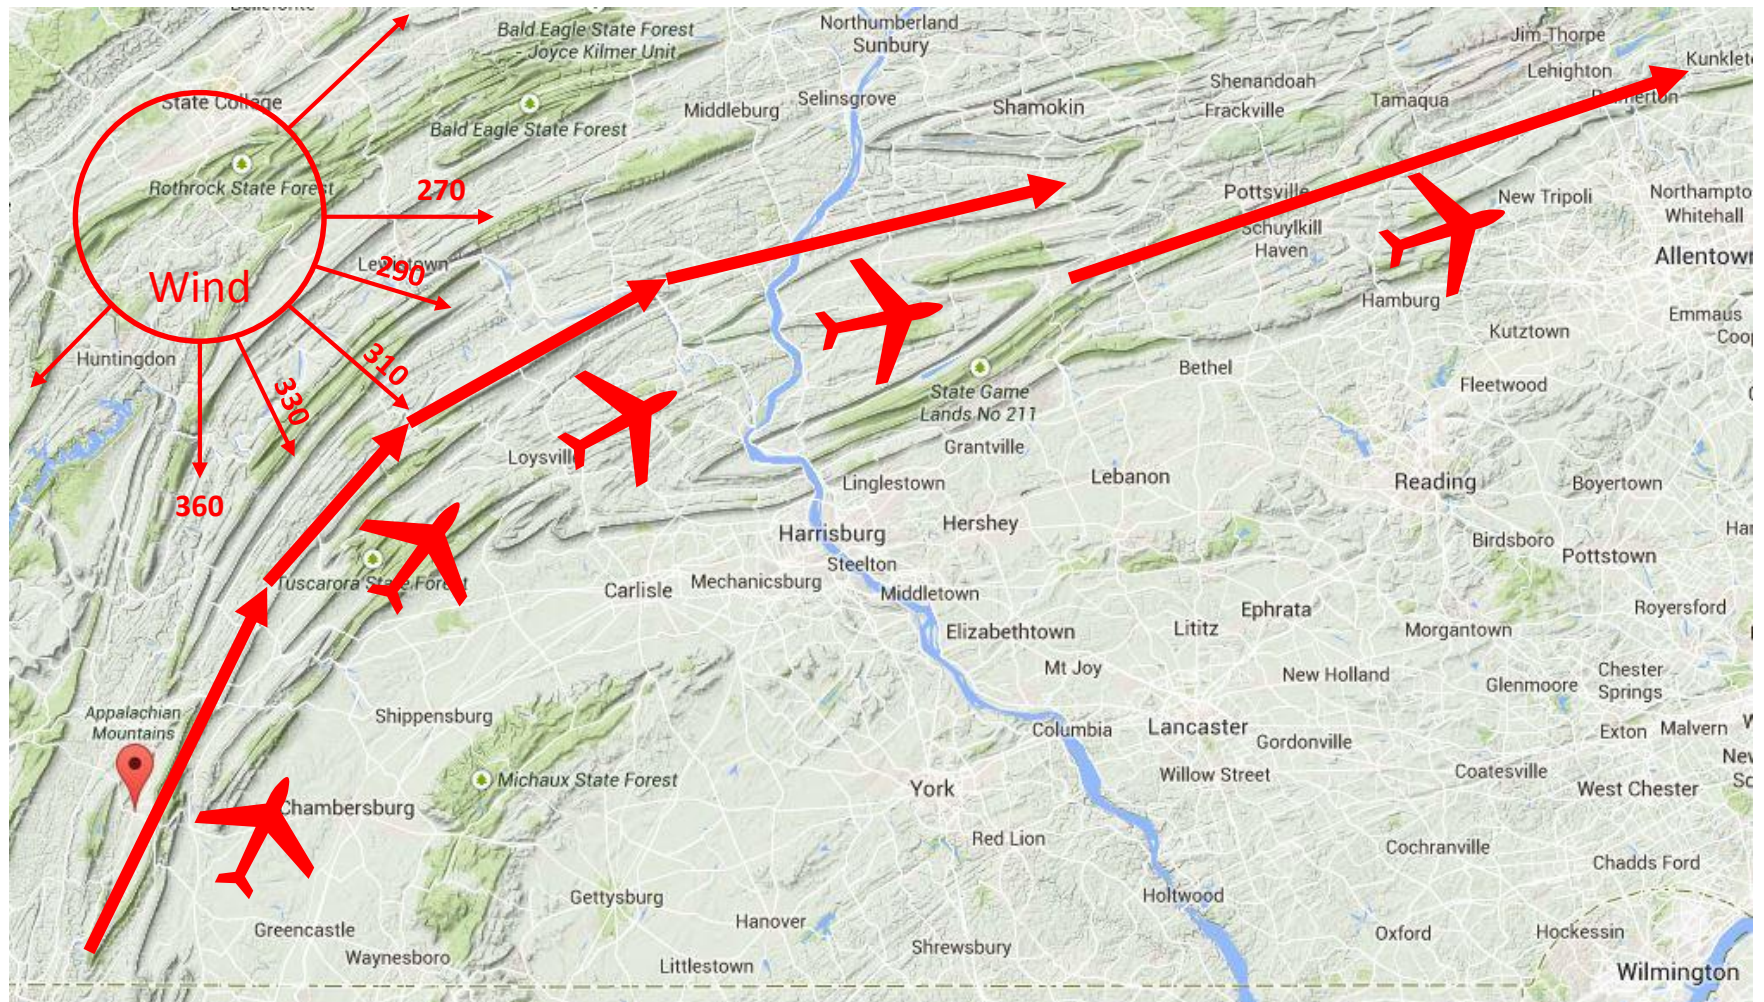 Bald Eagle State Forest
- Joyce Kilmer Unit
Northumberland
Sunbury
Jim Thorpe
Lehighton
Shenandoah
Frackville
Tamaqua
State College
Middleburg
Selinsgrove
Shamokin
Bald Eagle State Forest
Rothrock State Forest
270
Pottsville
New Tripoli
Whitehall
Schuylkill
Haven
Lewistown
290
Wind
Hamburg
Emmaus
Kutztown
Huntingdon
310
330
Bethel
Fleetwood
State Game
Lands No 211
Loysville
Grantville
360
Linglestown
Lebanon
Reading
Boyertown
Harrisburg
Hershey
Steelton
Birdsboro
Pottstown
Tuscarora State Forest
Carlisle
Mechanicsburg
Middletown
Ephrata
Royersford
Elizabethtown
Lititz
Morgantown
Mt Joy
New Holland
Glenmoore
Chester
Springs
Appalachian
Mountains
Shippensburg
Columbia
Lancaster
Gordonville
Exton
Malvern
Michaux State Forest
Willow Street
Coatesville
York
West Chester
Chambersburg
Red Lion
Cochranville
Chadds Ford
Gettysburg
Hanover
Holtwood
Greencastle
Waynesboro
Littlestown
Shrewsbury
Oxford
Hockessin
Wilmington